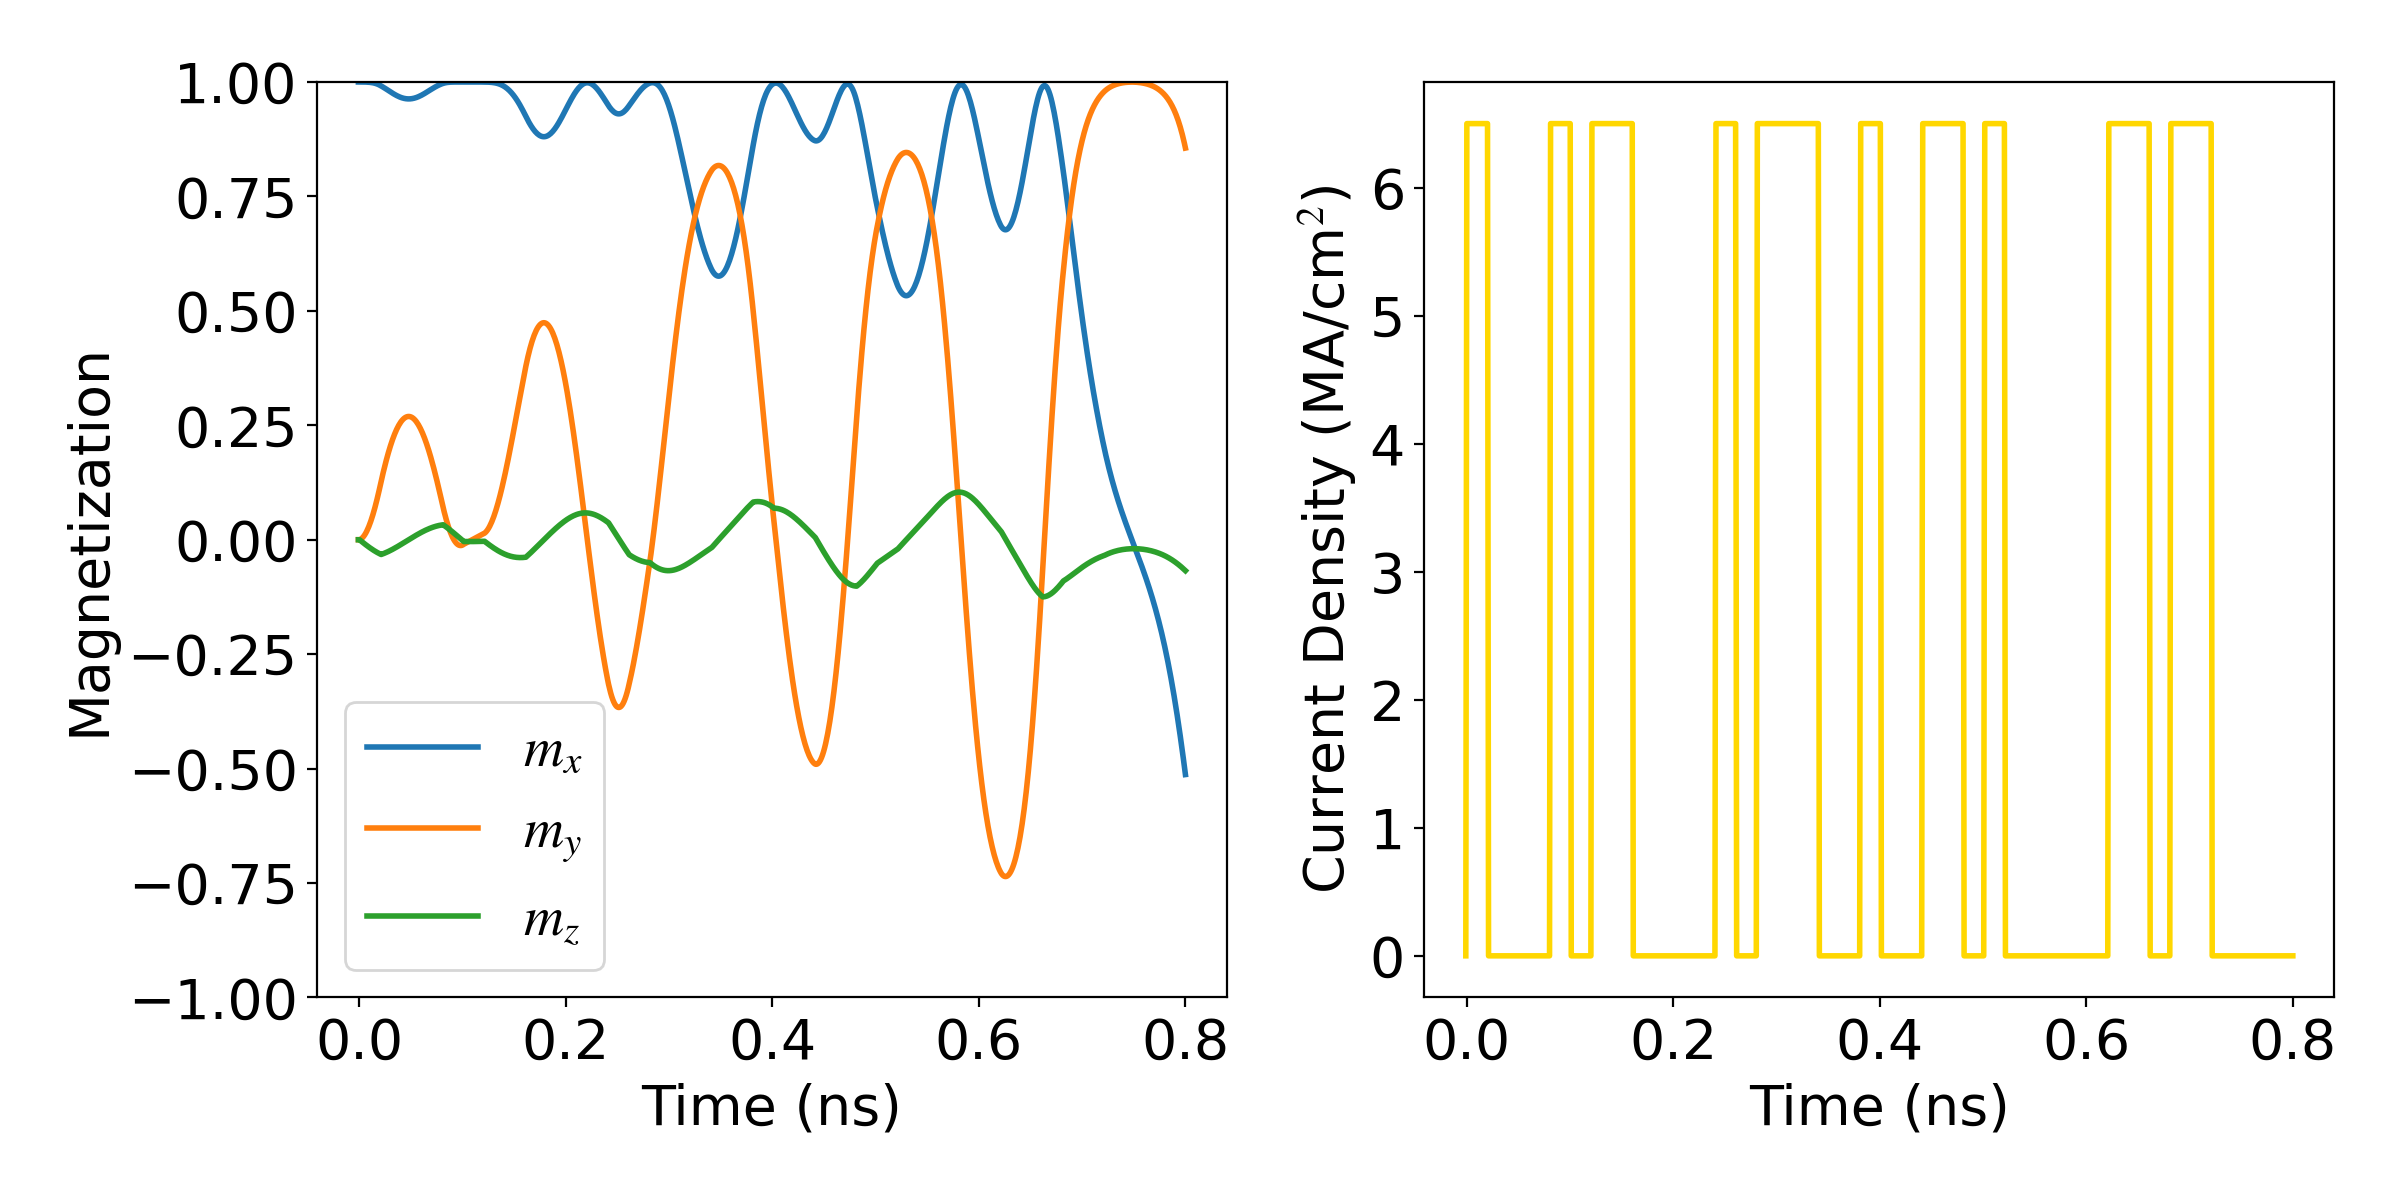 Magnetization
1.00
0.75
0.50
0.25
0.00
−0.25
−0.50
−0.75
−1.00
m_x
m_y
m_z
0.0 0.2 0.4 0.6 0.8
Time (ns)
Current Density (MA/cm²)
6
5
4
3
2
1
0
0.0 0.2 0.4 0.6 0.8
Time (ns)